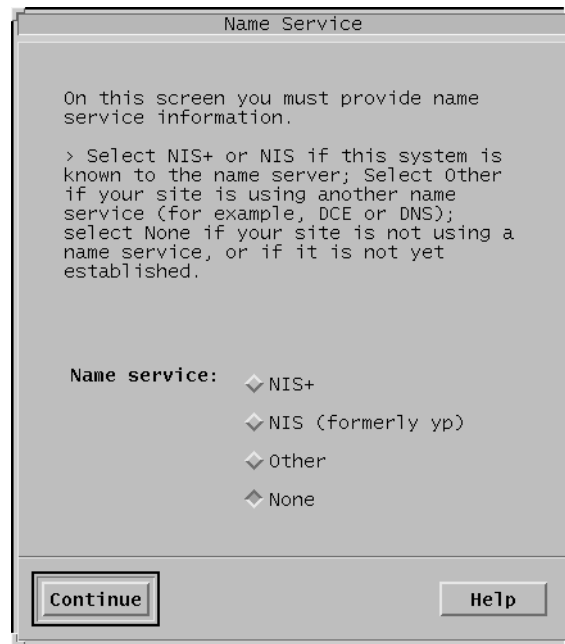 Name Service
On this screen you must provide name
service information.
> Select NIS+ or NIS if this system is
known to the name server; Select Other
if your site is using another name
service (for example, DCE or DNS);
select None if your site is not using a
name service, or if it is not yet
established.
Name service:
NIS+
NIS (formerly yp)
Other
None
Continue
Help